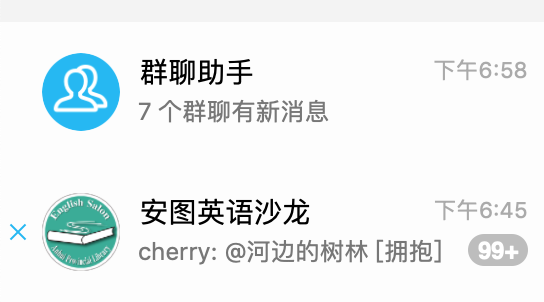 群聊助手
下午6:58
7 个群聊有新消息
English Salon
Anhui Provincial Library
安图英语沙龙
下午6:45
cherry: @河边的树林 [拥抱]
99+